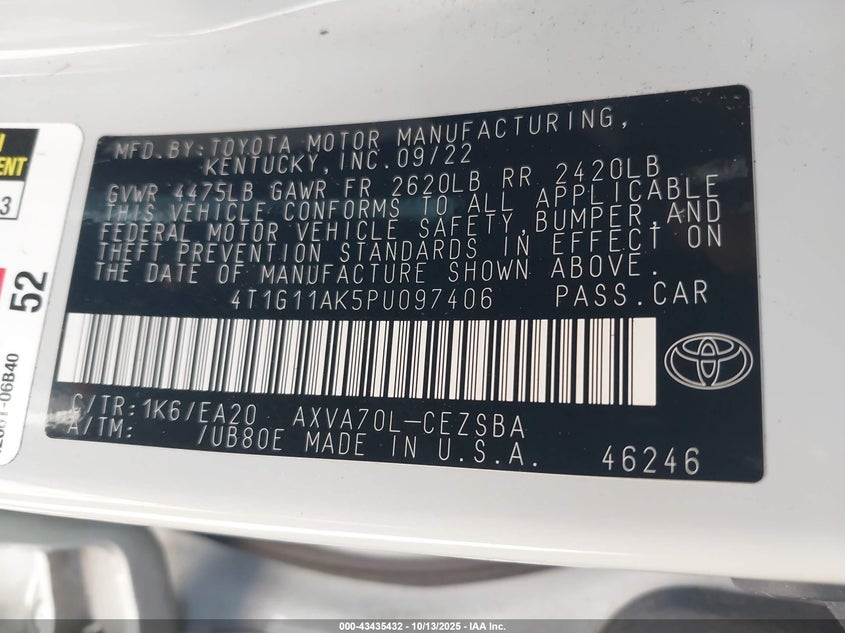 MFD.BY:TOYOTA MOTOR MANUFACTURING,
KENTUCKY,INC.09/22
GVWR 4475LB GAWR FR 2620LB RR 2420LB
THIS VEHICLE CONFORMS TO ALL APPLICABLE
FEDERAL MOTOR VEHICLE SAFETY,BUMPER,AND
THEFT PREVENTION STANDARDS IN EFFECT ON
THE DATE OF MANUFACTURE SHOWN ABOVE.
4T1G11AK5PU097406 PASS.CAR
C/TR:1K6/EA20 AXVA70L-CEZSBA
A/TM: /UB80E MADE IN U.S.A. 46246
52
000-43435432 - 10/13/2025 - IAA Inc.